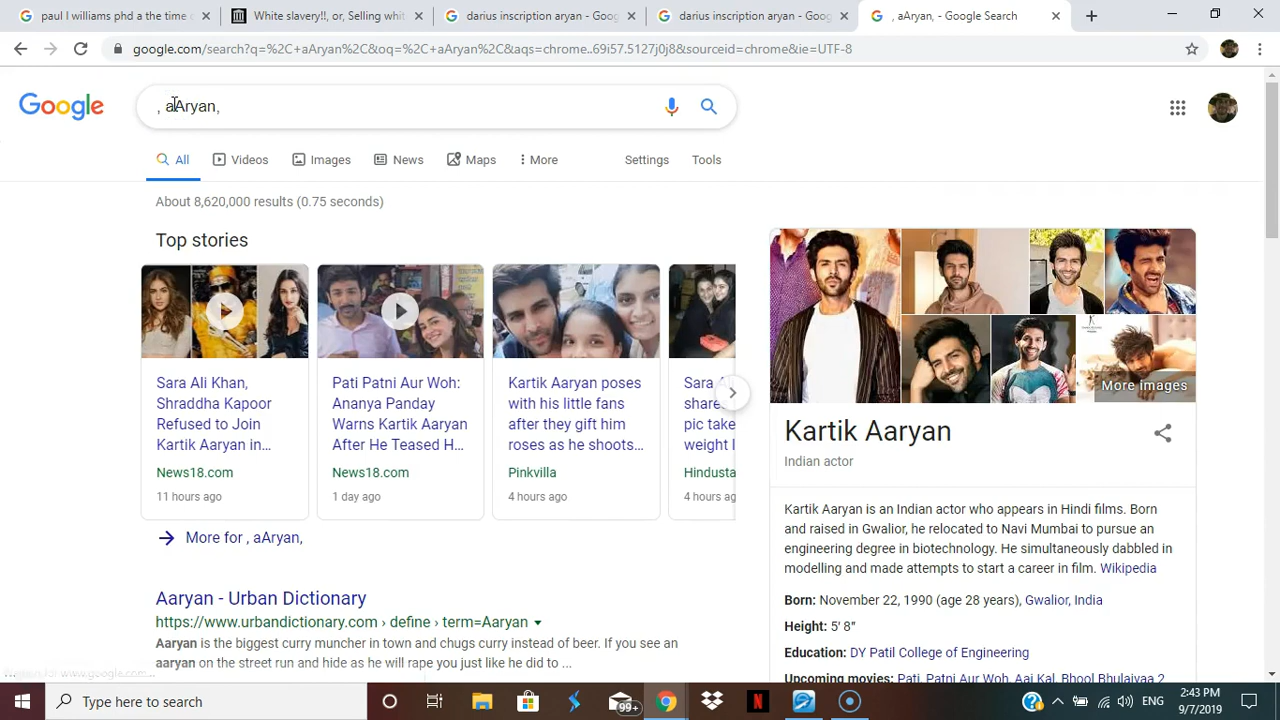 paul l williams phd a the time o
White slavery!!, or, Selling whit
darius inscription aryan - Goog
darius inscription aryan - Goog
, aAryan, - Google Search
google.com/search?q=%2C+aAryan%2C&oq=+aAryan%2C&aqs=chrome..69i57.5127j0j8&sourceid=chrome&ie=UTF-8
Google
, aAryan,
All Videos Images News Maps More Settings Tools
About 8,620,000 results (0.75 seconds)
Top stories
Sara Ali Khan,
Shraddha Kapoor
Refused to Join
Kartik Aaryan in...
News18.com
11 hours ago
Pati Patni Aur Woh:
Ananya Panday
Warns Kartik Aaryan
After He Teased H...
News18.com
1 day ago
Kartik Aaryan poses
with his little fans
after they gift him
roses as he shoots...
Pinkvilla
4 hours ago
Sara
share
pic take
weight l
Hindusta
4 hours ag
More for , aAryan,
Aaryan - Urban Dictionary
https://www.urbandictionary.com › define › term=Aaryan
Aaryan is the biggest curry muncher in town and chugs curry instead of beer. If you see an
aaryan on the street run and hide as he will rape you just like he did to ...
More images
Kartik Aaryan
Indian actor
Kartik Aaryan is an Indian actor who appears in Hindi films. Born
and raised in Gwalior, he relocated to Navi Mumbai to pursue an
engineering degree in biotechnology. He simultaneously dabbled in
modelling and made attempts to start a career in film. Wikipedia
Born: November 22, 1990 (age 28 years), Gwalior, India
Height: 5′ 8″
Education: DY Patil College of Engineering
Upcoming movies: Pati, Patni Aur Woh, Aaj Kal, Bhool Bhulaiyaa 2
www.google.com...
Type here to search
99+
ENG
2:43 PM
9/7/2019